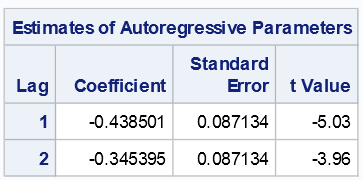 Estimates of Autoregressive Parameters
Lag Coefficient Standard Error t Value
1 -0.438501 0.087134 -5.03
2 -0.345395 0.087134 -3.96